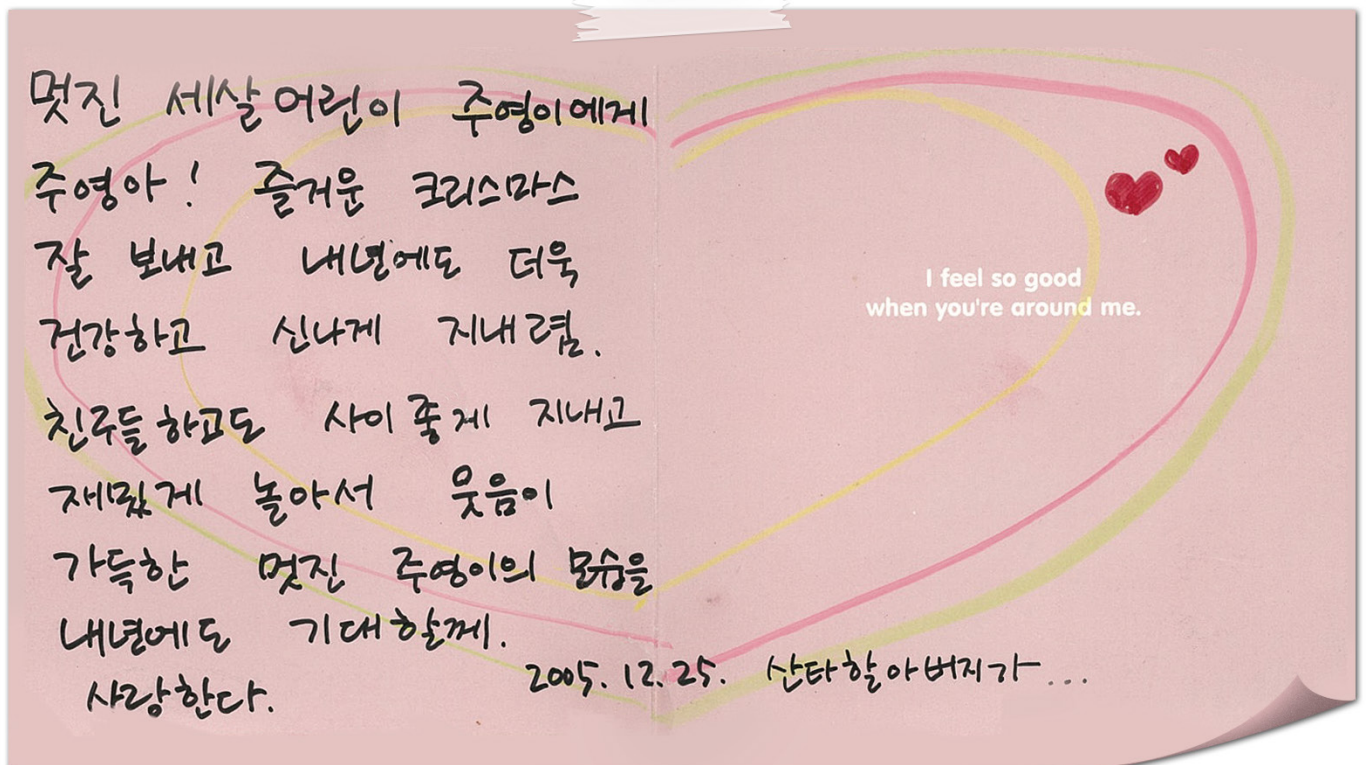 멋진 세살 어린이 주영이에게
주영아! 즐거운 크리스마스
잘 보내고 내년에도 더욱
건강하고 신나게 지내렴.
친구들하고도 사이좋게 지내고
재밌게 놀아서 웃음이
가득한 멋진 주영이의 모습을
내년에도 기대할께.
사랑한다.
2005. 12. 25. 산타할아버지가...
I feel so good
when you're around me.